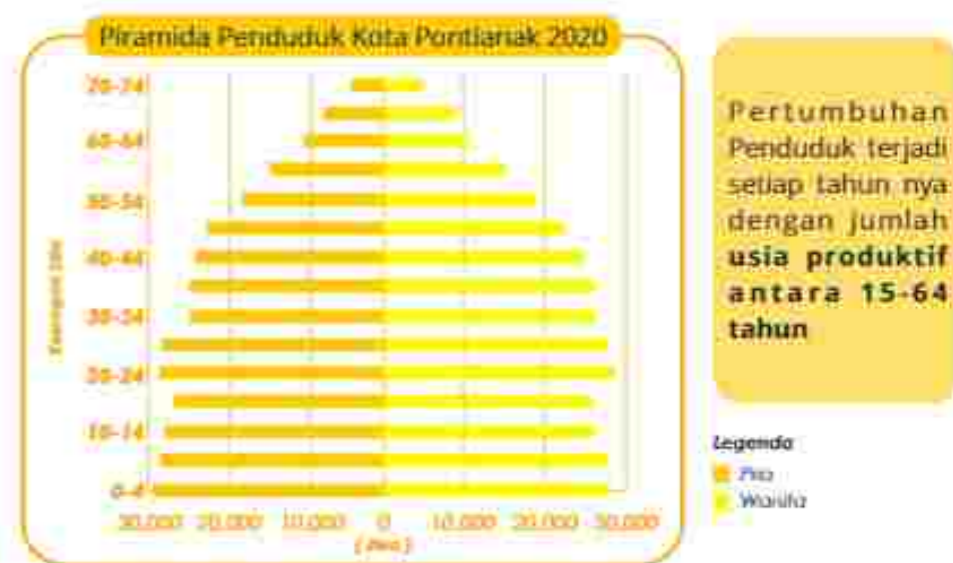 Piramida Penduduk Kota Pontianak 2020
70-74
60-64
50-54
40-44
30-34
20-24
10-14
0-4
30,000 20,000 10,000 0 10,000 20,000 30,000
( Jiwa )
Pertumbuhan
Penduduk terjadi
setiap tahun nya
dengan jumlah
usia produktif
antara 15-64
tahun
Legenda
Pria
Wanita